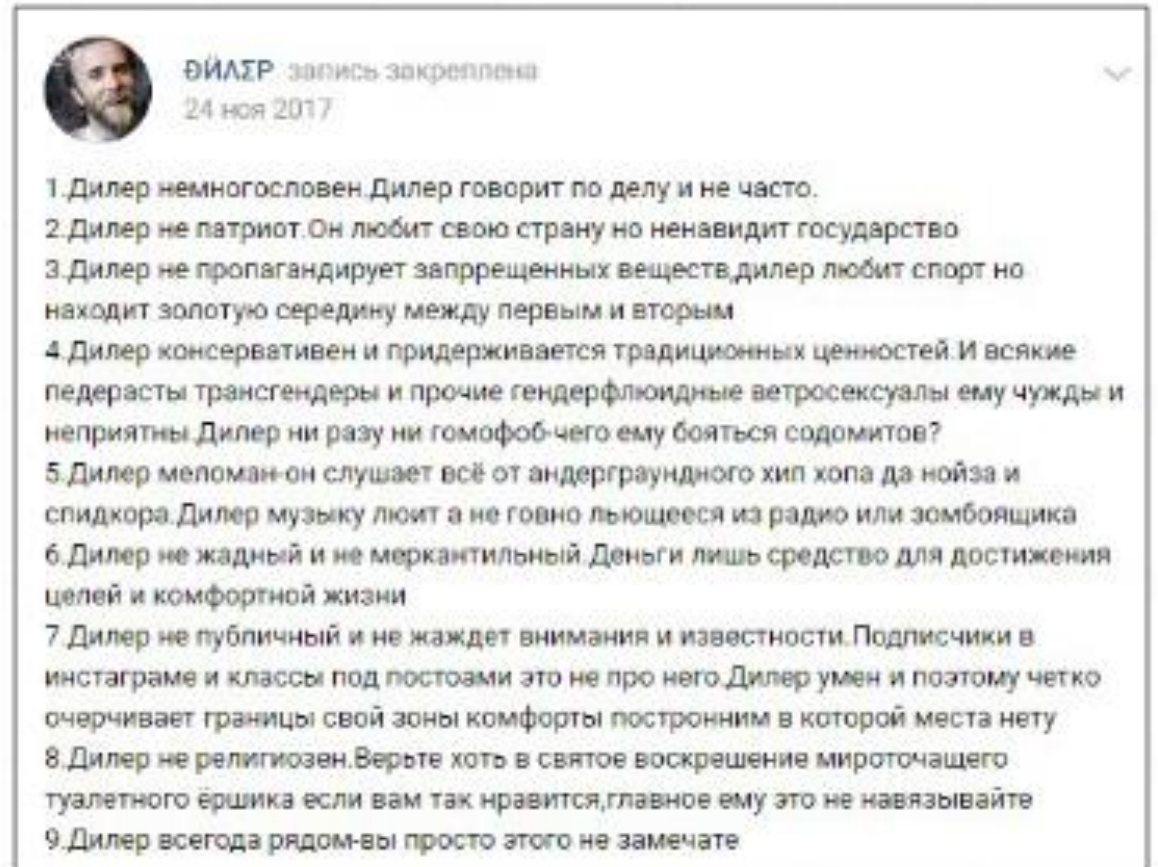 ĐЙΛΣP запись закреплена
24 ноя 2017
1.Дилер немногословен.Дилер говорит по делу и не часто.
2.Дилер не патриот.Он любит свою страну но ненавидит государство
3.Дилер не пропагандирует запррещенных веществ,дилер любит спорт но
находит золотую середину между первым и вторым
4.Дилер консервативен и придерживается традиционных ценностей.И всякие
педерасты трансгендеры и прочие гендерфлюидные ветросексуалы ему чужды и
неприятны.Дилер ни разу ни гомофоб-чего ему бояться содомитов?
5.Дилер меломан-он слушает всё от андерграундного хип хопа да нойза и
спидкора.Дилер музыку люит а не говно льющееся из радио или зомбоящика
6.Дилер не жадный и не меркантильный.Деньги лишь средство для достижения
целей и комфортной жизни
7.Дилер не публичный и не жаждет внимания и известности.Подписчики в
инстаграме и классы под постоами это не про него.Дилер умен и поэтому четко
очерчивает границы свой зоны комфорты постронним в которой места нету
8.Дилер не религиозен.Верьте хоть в святое воскрешение мироточащего
туалетного ёршика если вам так нравится,главное ему это не навязывайте
9.Дилер всегода рядом-вы просто этого не замечате